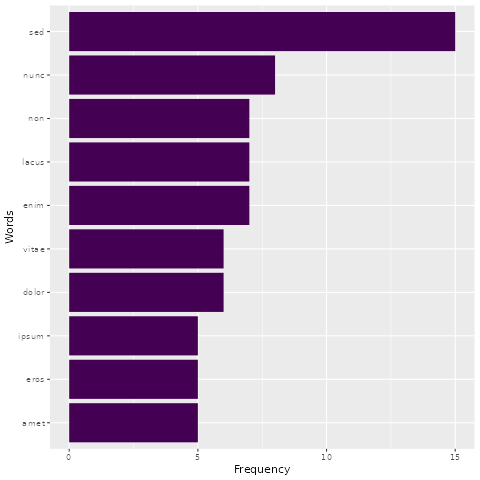 sed
nunc
non
lacus
enim
vitae
dolor
ipsum
eros
amet
Words
0 5 10 15
Frequency